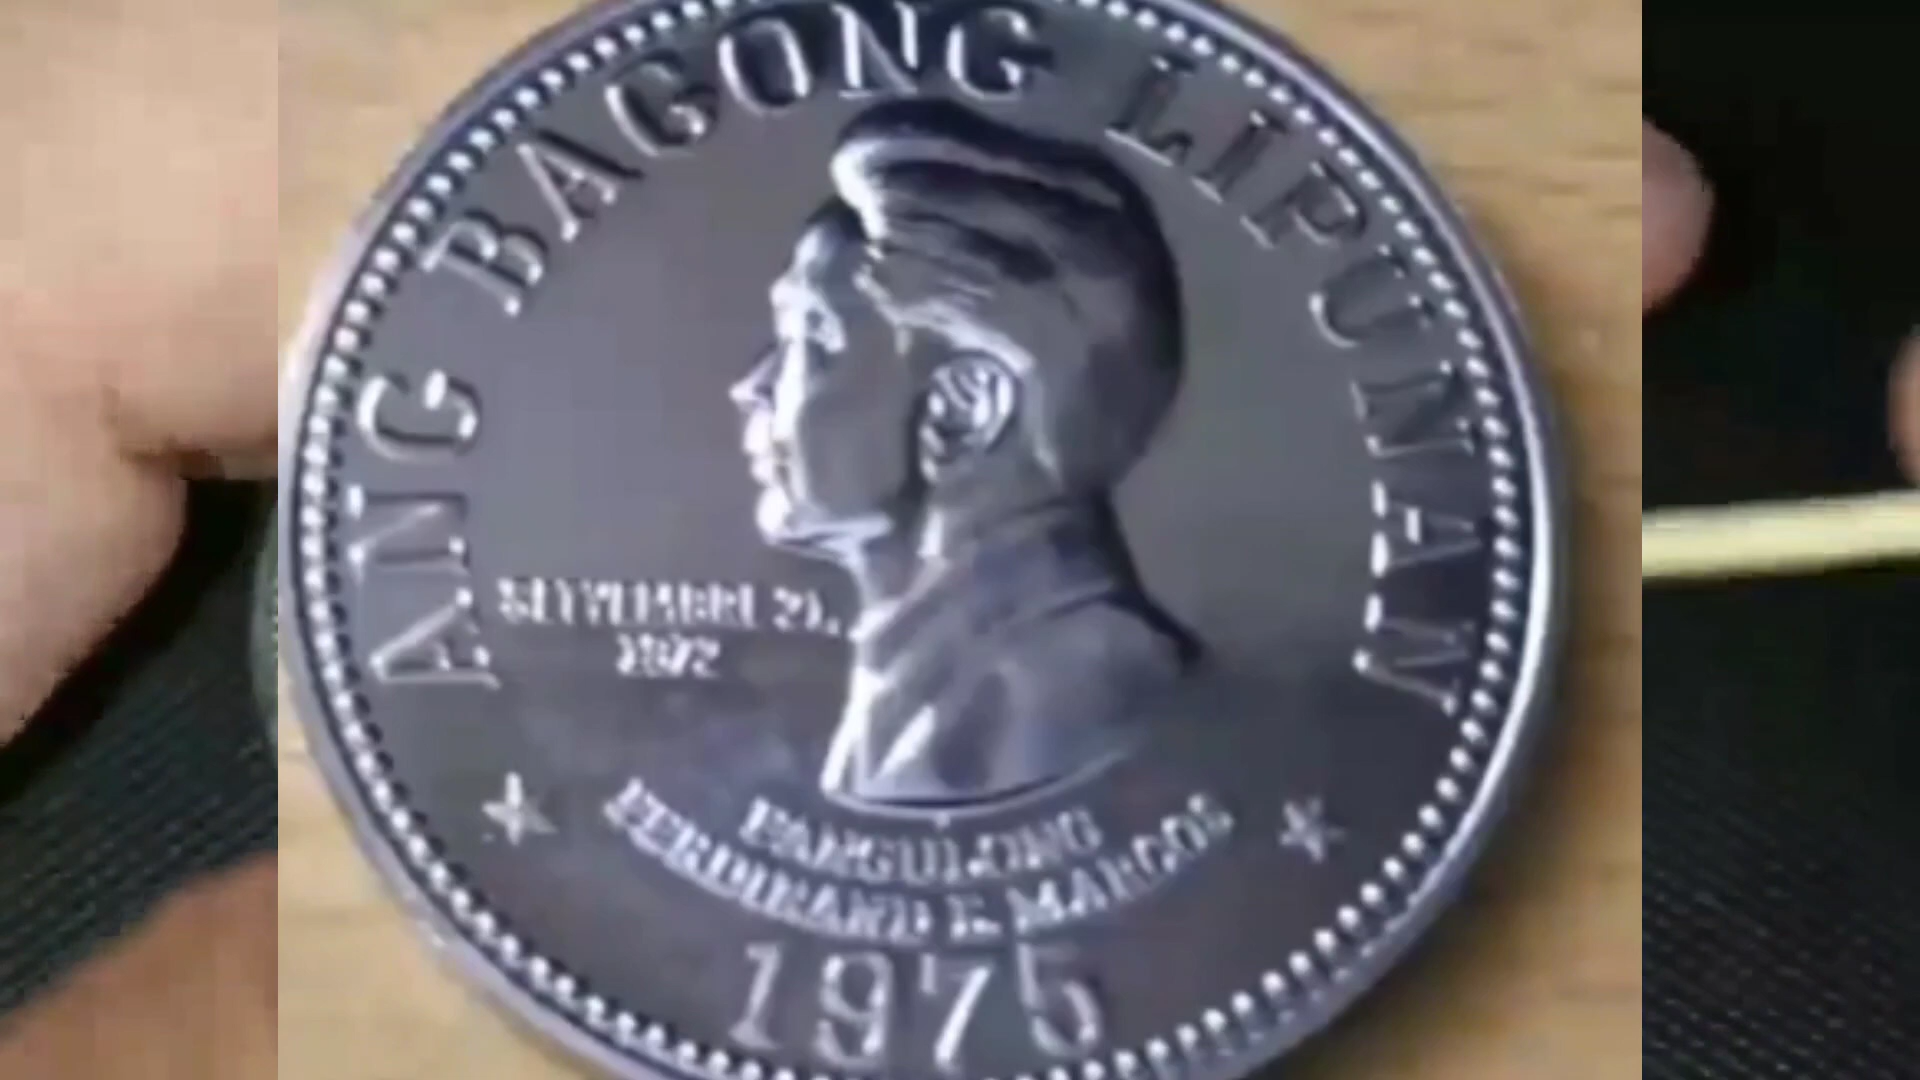 ANG BAGONG LIPUNAN
SETYEMBRE 21,
1972
PANGULONG
FERDINAND E. MARCOS
1975